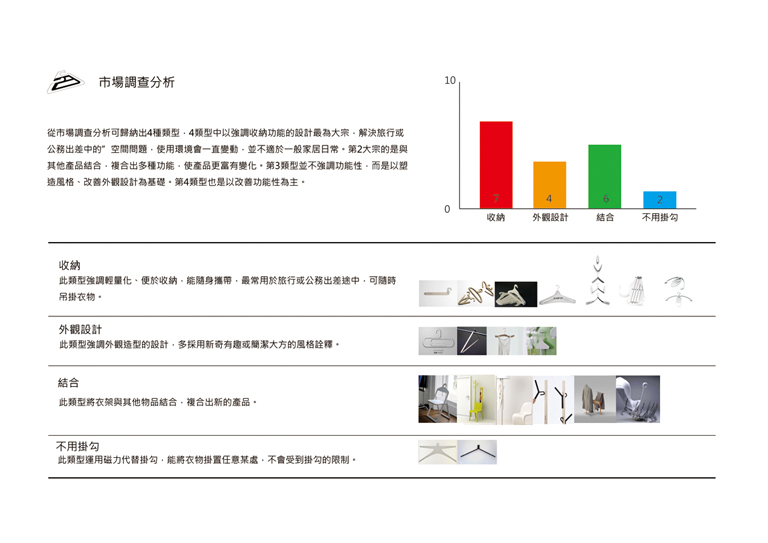 市場調查分析
從市場調查分析可歸納出4種類型，4類型中以強調收納功能的設計最為大宗，解決旅行或
公務出差中的”空間問題，使用環境會一直變動，並不適於一般家居日常。第2大宗的是與
其他產品結合，複合出多種功能，使產品更富有變化。第3類型並不強調功能性，而是以塑
造風格、改善外觀設計為基礎。第4類型也是以改善功能性為主。
10
0
7
4
6
2
收納
外觀設計
結合
不用掛勾
收納
此類型強調輕量化、便於收納，能隨身攜帶，最常用於旅行或公務出差途中，可隨時
吊掛衣物。
外觀設計
此類型強調外觀造型的設計，多採用新奇有趣或簡潔大方的風格詮釋。
結合
此類型將衣架與其他物品結合，複合出新的產品。
不用掛勾
此類型運用磁力代替掛勾，能將衣物掛置任意某處，不會受到掛勾的限制。